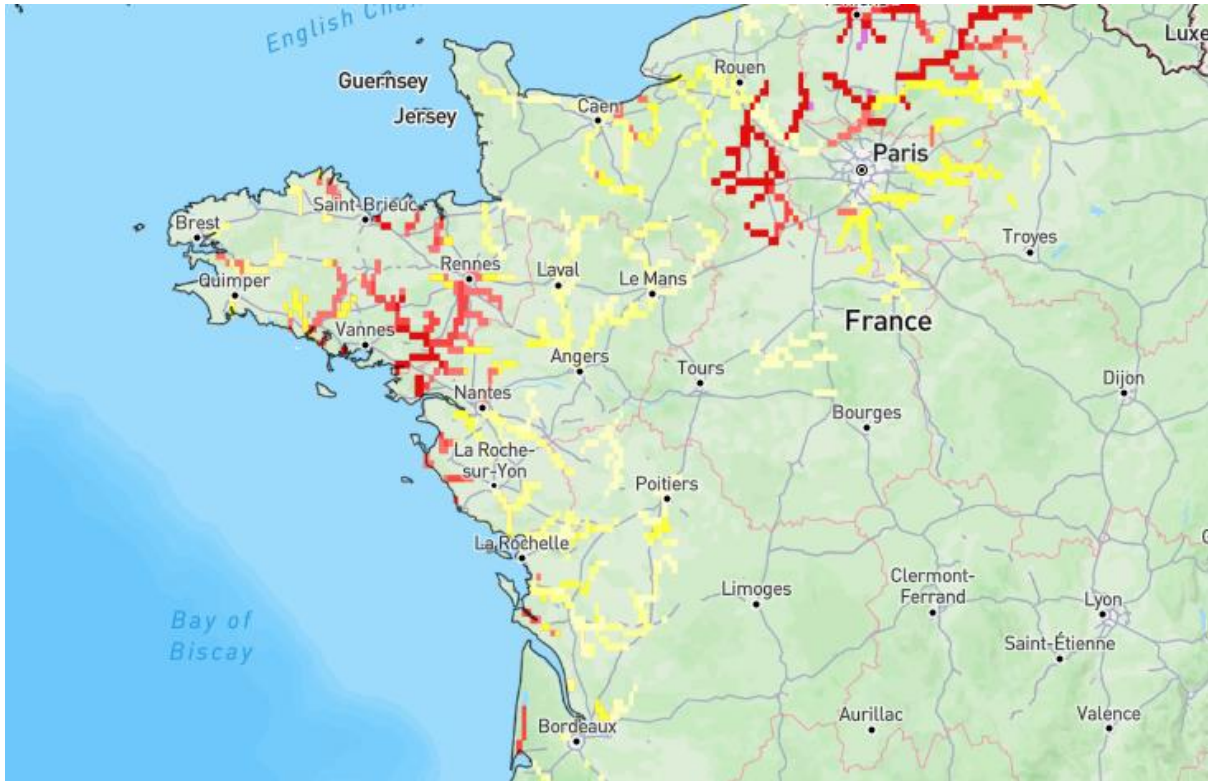 English Cha
Luxe
Rouen
Guernsey
Caen
Jersey
Paris
Saint-Brieuc
Brest
Troyes
Rennes
Laval
Quimper
Le Mans
France
Vannes
Angers
Tours
Dijon
Nantes
Bourges
La Roche-
sur-Yon
Poitiers
La Rochelle
Clermont-
Ferrand
Limoges
Lyon
Bay of
Biscay
Saint-Étienne
Aurillac
Valence
Bordeaux